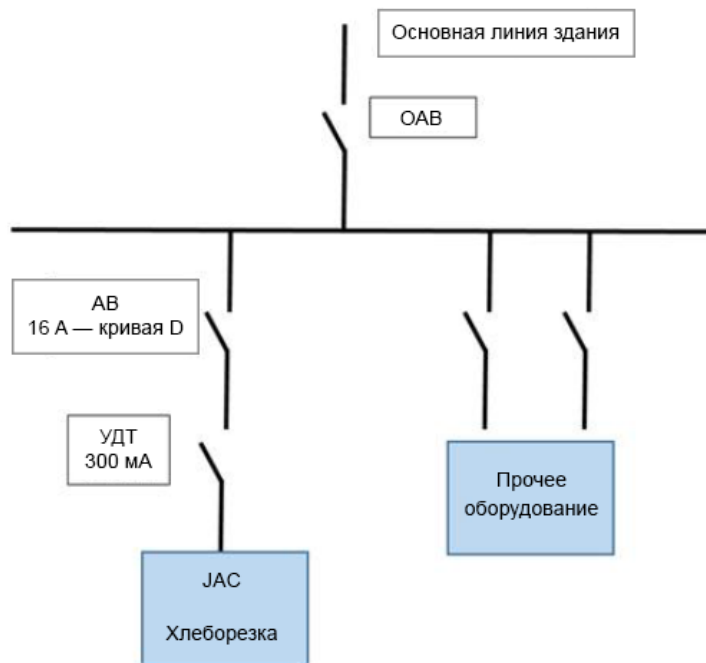 Основная линия здания
ОАВ
АВ
16 А — кривая D
УДТ
300 мА
Прочее
оборудование
JAC
Хлеборезка